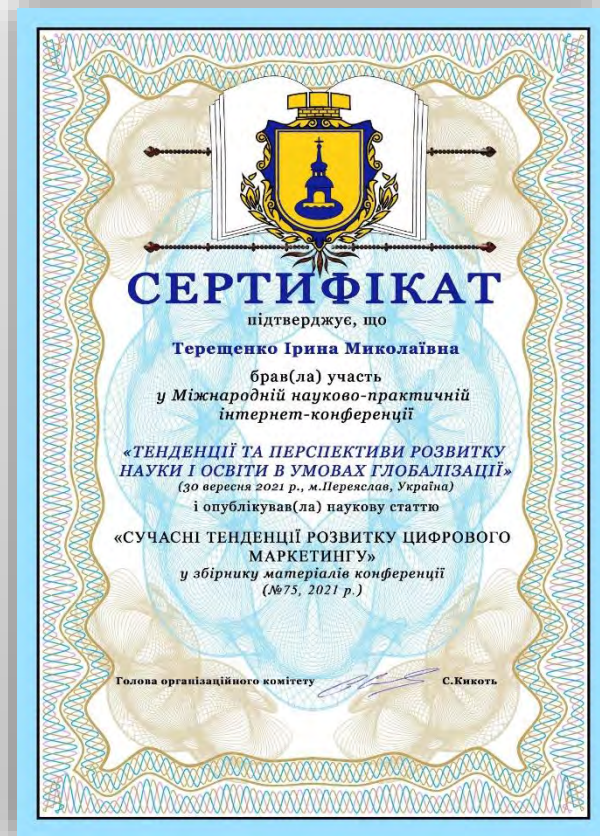 СЕРТИФІКАТ
підтверджує, що
Терещенко Ірина Миколаївна
брав(ла) участь
у Міжнародній науково-практичній
інтернет-конференції
«ТЕНДЕНЦІЇ ТА ПЕРСПЕКТИВИ РОЗВИТКУ
НАУКИ І ОСВІТИ В УМОВАХ ГЛОБАЛІЗАЦІЇ»
(30 вересня 2021 р., м.Переяслав, Україна)
і опублікував(ла) наукову статтю
«СУЧАСНІ ТЕНДЕНЦІЇ РОЗВИТКУ ЦИФРОВОГО
МАРКЕТИНГУ»
у збірнику матеріалів конференції
(№75, 2021 р.)
Голова організаційного комітету С.Кикоть